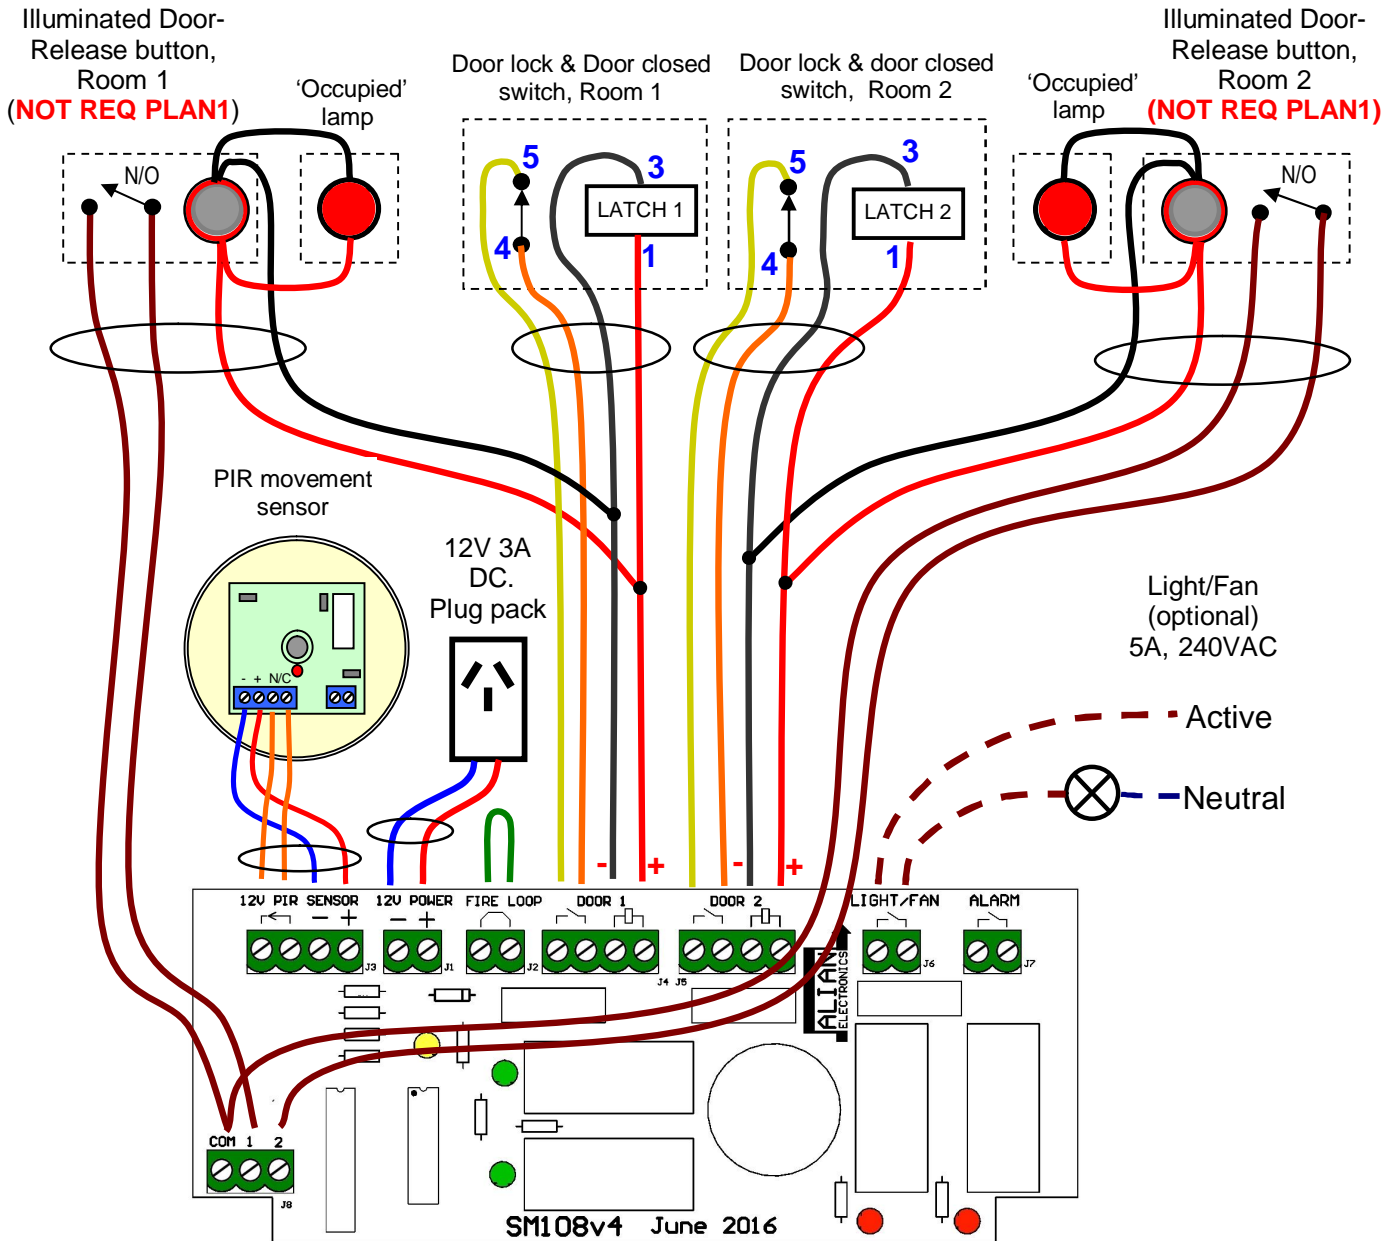 Illuminated Door-
Release button,
Room 1
(NOT REQ PLAN1)
'Occupied'
lamp
Door lock & Door closed
switch, Room 1
Door lock & door closed
switch, Room 2
'Occupied'
lamp
Illuminated Door-
Release button,
Room 2
(NOT REQ PLAN1)
N/O
5
3
LATCH 1
4
1
5
3
LATCH 2
4
1
N/O
PIR movement
sensor
- + N/C
12V 3A
DC.
Plug pack
Light/Fan
(optional)
5A, 240VAC
Active
Neutral
- +
- +
12V PIR SENSOR
- +
12V POWER
- +
FIRE LOOP
DOOR 1
DOOR 2
LIGHT/FAN
ALARM
J3
J1
J2
J4
J5
J6
J7
ALIAN
ELECTRONICS
COM 1 2
J8
SM108v4 June 2016